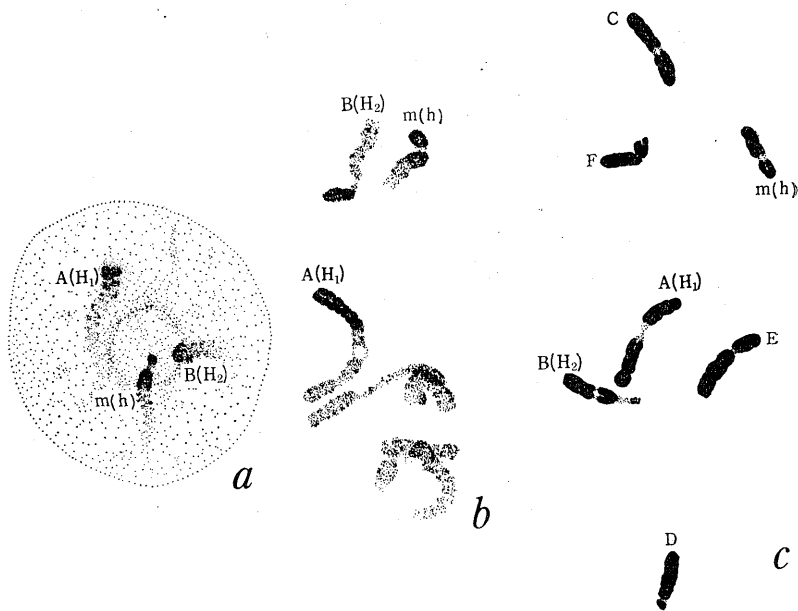 A(H₁)
B(H₂)
m(h)
a
B(H₂)
m(h)
A(H₁)
b
C
F
m(h)
A(H₁)
B(H₂)
E
D
c